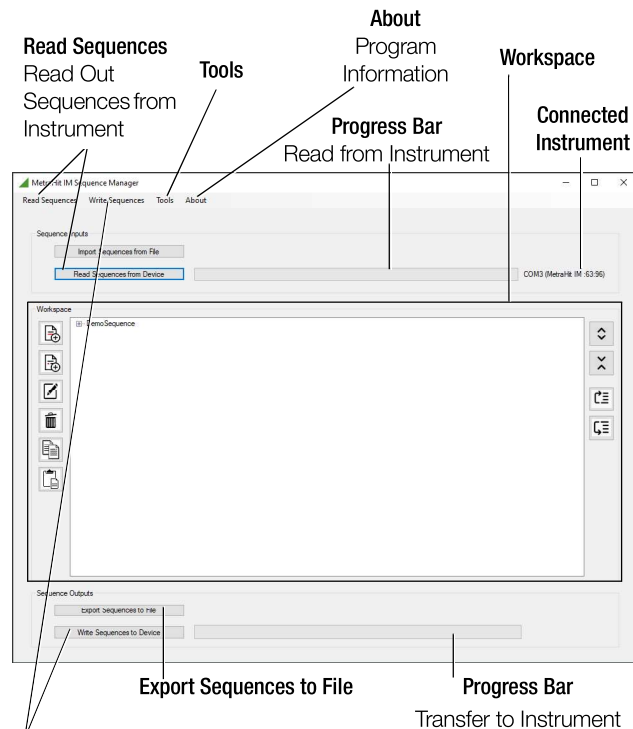 About
Program
Information
Read Sequences
Read Out
Sequences from
Instrument
Tools
Workspace
Connected
Instrument
Progress Bar
Read from Instrument
MetraHit IM Sequence Manager
Read Sequences Write Sequences Tools About
Sequence Inputs
Import Sequences from File
Read Sequences from Device
COM3 (MetraHit IM :63:96)
Workspace
DemoSequence
Sequence Outputs
Export Sequences to File
Write Sequences to Device
Export Sequences to File
Progress Bar
Transfer to Instrument